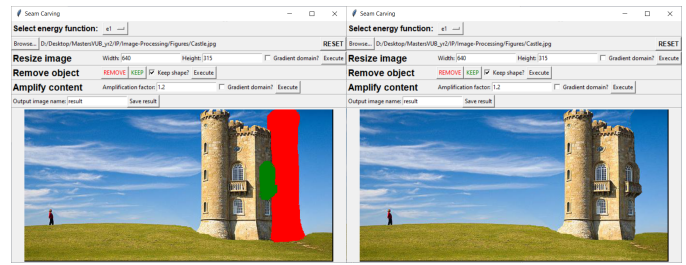 Seam Carving
Select energy function: e1
Browse... D:/Desktop/MastersVUB_yr2/IP/Image-Processing/Figures/Castle.jpg RESET
Resize image Width: 640 Height: 315 Gradient domain? Execute
Remove object REMOVE KEEP Keep shape? Execute
Amplify content Amplification factor: 1.2 Gradient domain? Execute
Output image name: result Save result
Seam Carving
Select energy function: e1
Browse... D:/Desktop/MastersVUB_yr2/IP/Image-Processing/Figures/Castle.jpg RESET
Resize image Width: 640 Height: 315 Gradient domain? Execute
Remove object REMOVE KEEP Keep shape? Execute
Amplify content Amplification factor: 1.2 Gradient domain? Execute
Output image name: result Save result